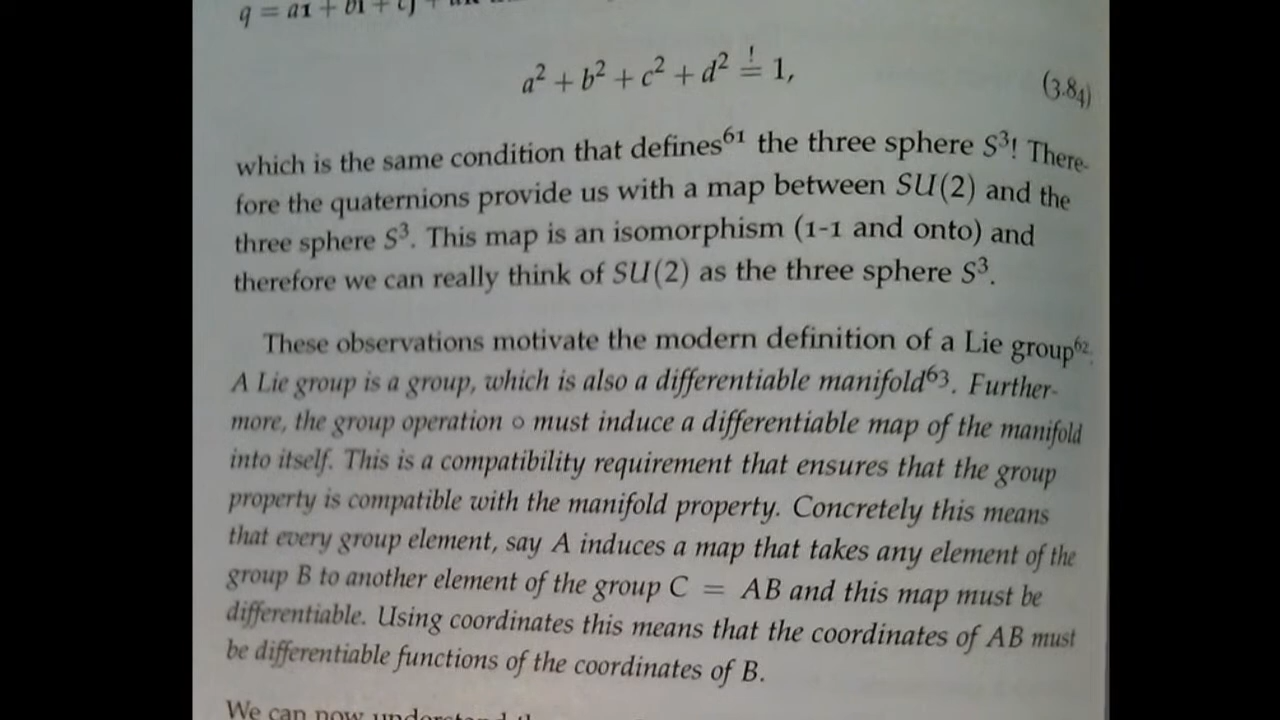 q = a1 + b1 + cj +
a² + b² + c² + d² =! 1,
(3.84)
which is the same condition that defines⁶¹ the three sphere S³! There-
fore the quaternions provide us with a map between SU(2) and the
three sphere S³. This map is an isomorphism (1-1 and onto) and
therefore we can really think of SU(2) as the three sphere S³.
These observations motivate the modern definition of a Lie group⁶².
A Lie group is a group, which is also a differentiable manifold⁶³. Further-
more, the group operation ∘ must induce a differentiable map of the manifold
into itself. This is a compatibility requirement that ensures that the group
property is compatible with the manifold property. Concretely this means
that every group element, say A induces a map that takes any element of the
group B to another element of the group C = AB and this map must be
differentiable. Using coordinates this means that the coordinates of AB must
be differentiable functions of the coordinates of B.
We can now understand